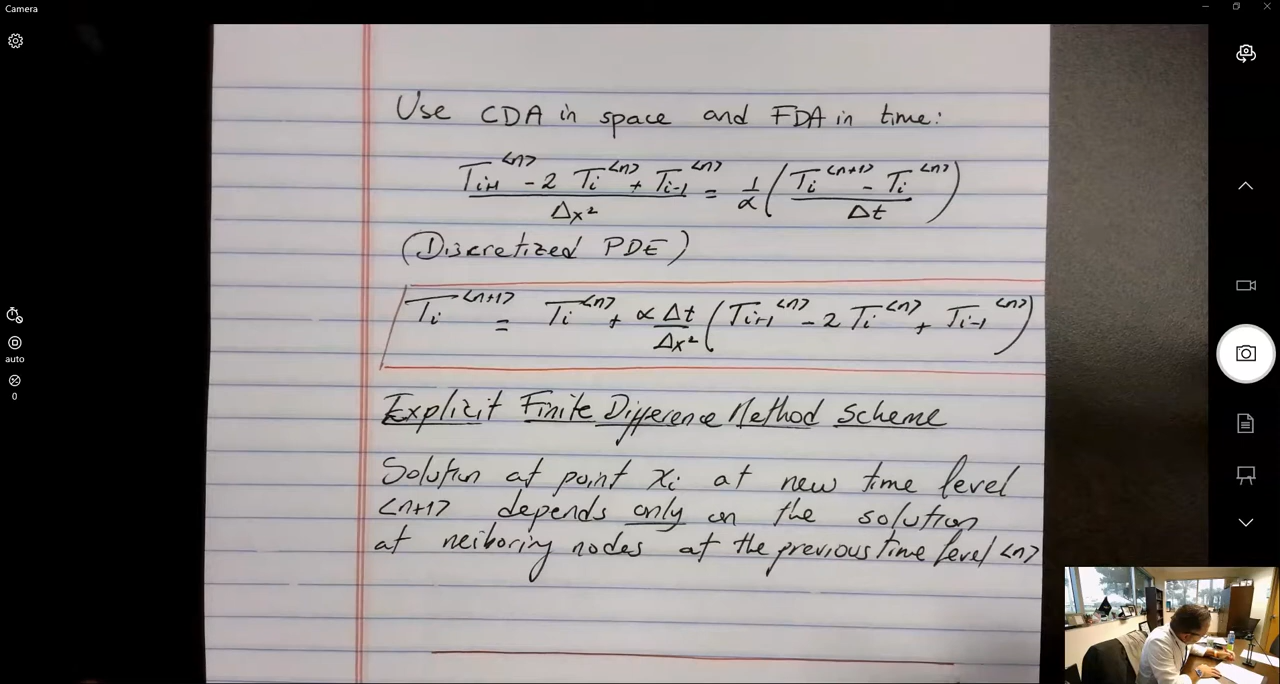 Camera
Use CDA in space and FDA in time:
(T_{i+1}^{<n>} - 2 T_i^{<n>} + T_{i-1}^{<n>}) / Δx² = 1/α ((T_i^{<n+1>} - T_i^{<n>}) / Δt)
(Discretized PDE)
T_i^{<n+1>} = T_i^{<n>} + α Δt / Δx² (T_{i+1}^{<n>} - 2 T_i^{<n>} + T_{i-1}^{<n>})
Explicit Finite Difference Method Scheme
Solution at point x_i at new time level
<n+1> depends only on the solution
at neiboring nodes at the previous time level <n>
auto
0